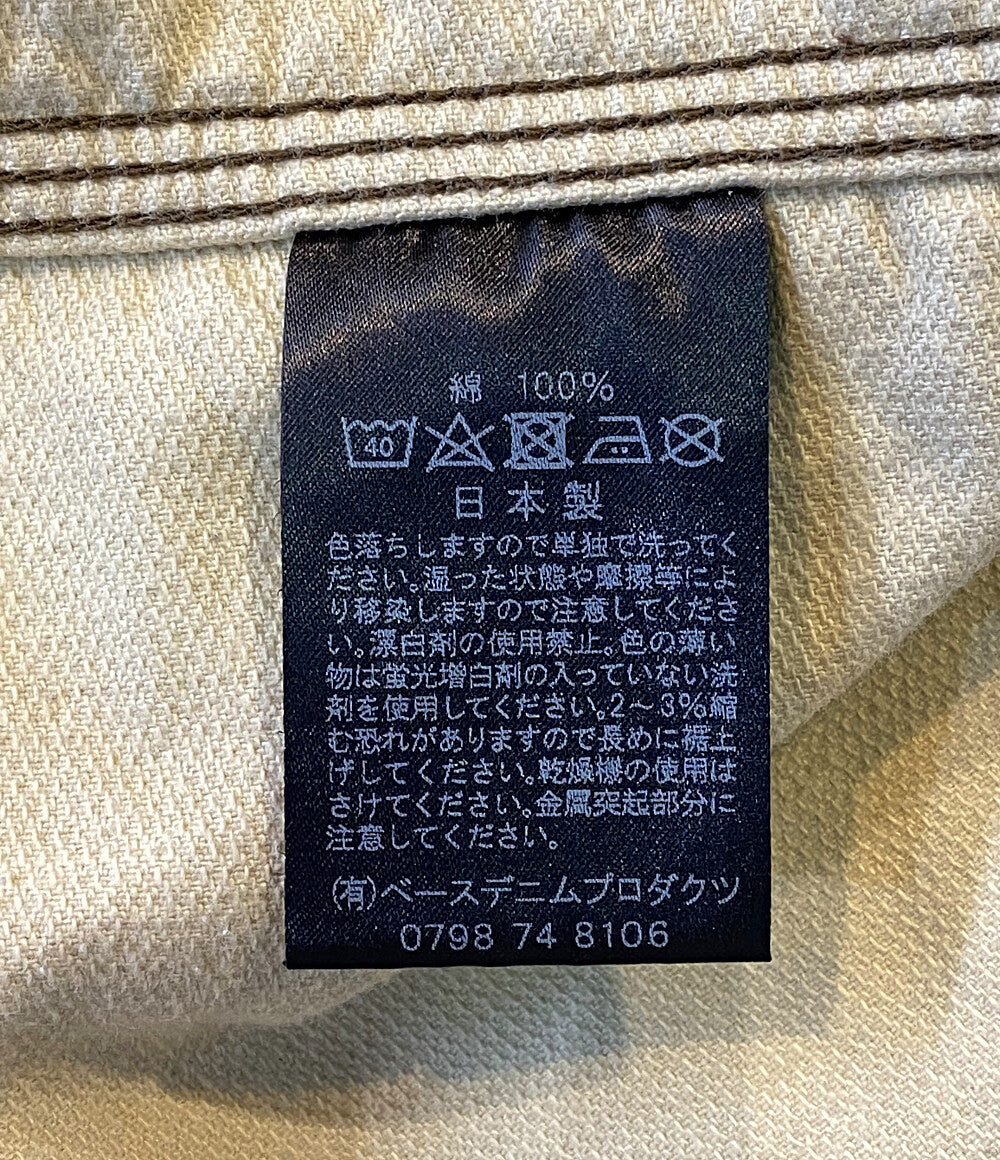 綿 100%
40
日本製
色落ちしますので単独で洗ってく
ださい。湿った状態や摩擦等によ
り移染しますので注意してくださ
い。漂白剤の使用禁止。色の薄い
物は蛍光増白剤の入っていない洗
剤を使用してください。2〜3%縮
む恐れがありますので長めに裾上
げしてください。乾燥機の使用は
さけてください。金属突起部分に
注意してください。
(有)ベースデニムプロダクツ
0798 74 8106